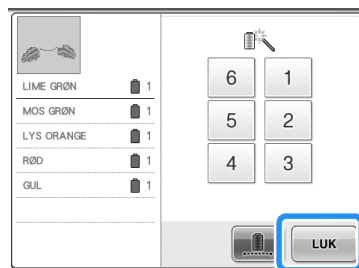 LIME GRØN 1
MOS GRØN 1
LYS ORANGE 1
RØD 1
GUL 1
6 1
5 2
4 3
LUK